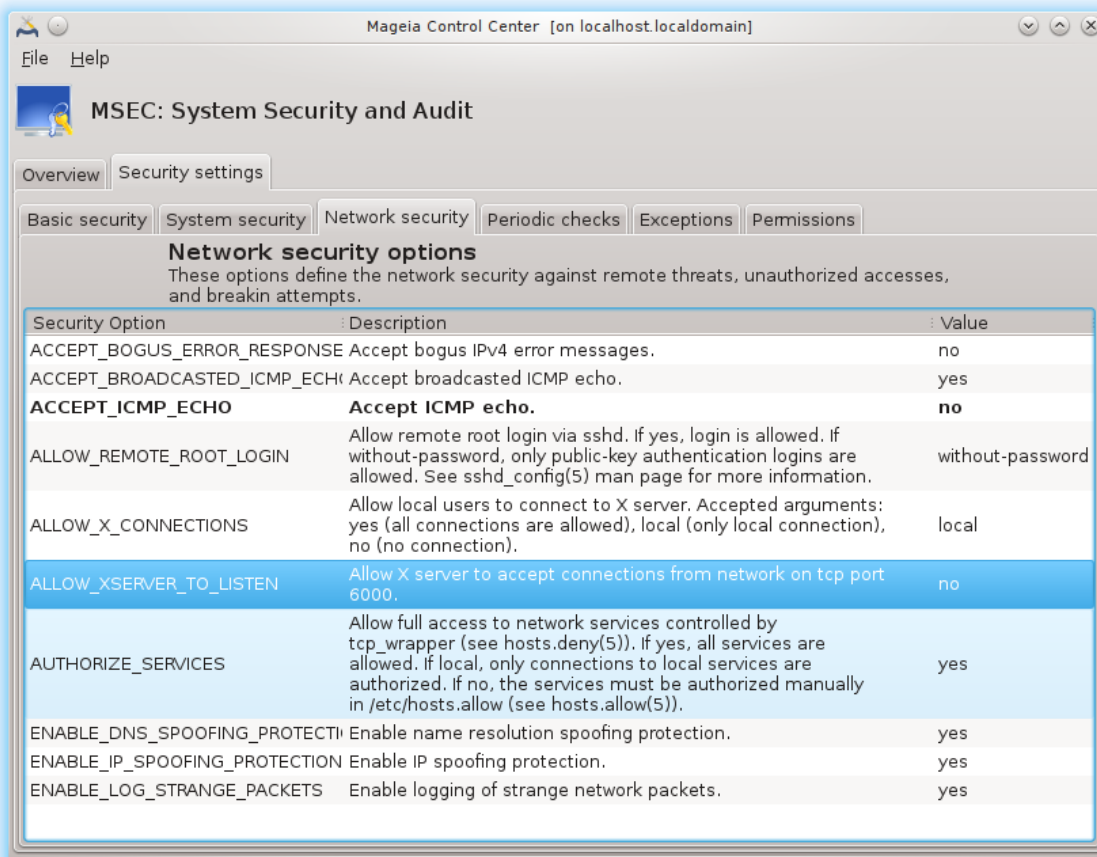 Mageia Control Center [on localhost.localdomain]
File Help
MSEC: System Security and Audit
Overview Security settings
Basic security System security Network security Periodic checks Exceptions Permissions
Network security options
These options define the network security against remote threats, unauthorized accesses,
and breakin attempts.
Security Option Description Value
ACCEPT_BOGUS_ERROR_RESPONSE Accept bogus IPv4 error messages. no
ACCEPT_BROADCASTED_ICMP_ECH Accept broadcasted ICMP echo. yes
ACCEPT_ICMP_ECHO Accept ICMP echo. no
Allow remote root login via sshd. If yes, login is allowed. If
ALLOW_REMOTE_ROOT_LOGIN without-password, only public-key authentication logins are without-password
allowed. See sshd_config(5) man page for more information.
Allow local users to connect to X server. Accepted arguments:
ALLOW_X_CONNECTIONS yes (all connections are allowed), local (only local connection), local
no (no connection).
ALLOW_XSERVER_TO_LISTEN Allow X server to accept connections from network on tcp port no
6000.
Allow full access to network services controlled by
tcp_wrapper (see hosts.deny(5)). If yes, all services are
AUTHORIZE_SERVICES allowed. If local, only connections to local services are yes
authorized. If no, the services must be authorized manually
in /etc/hosts.allow (see hosts.allow(5)).
ENABLE_DNS_SPOOFING_PROTECTI Enable name resolution spoofing protection. yes
ENABLE_IP_SPOOFING_PROTECTION Enable IP spoofing protection. yes
ENABLE_LOG_STRANGE_PACKETS Enable logging of strange network packets. yes